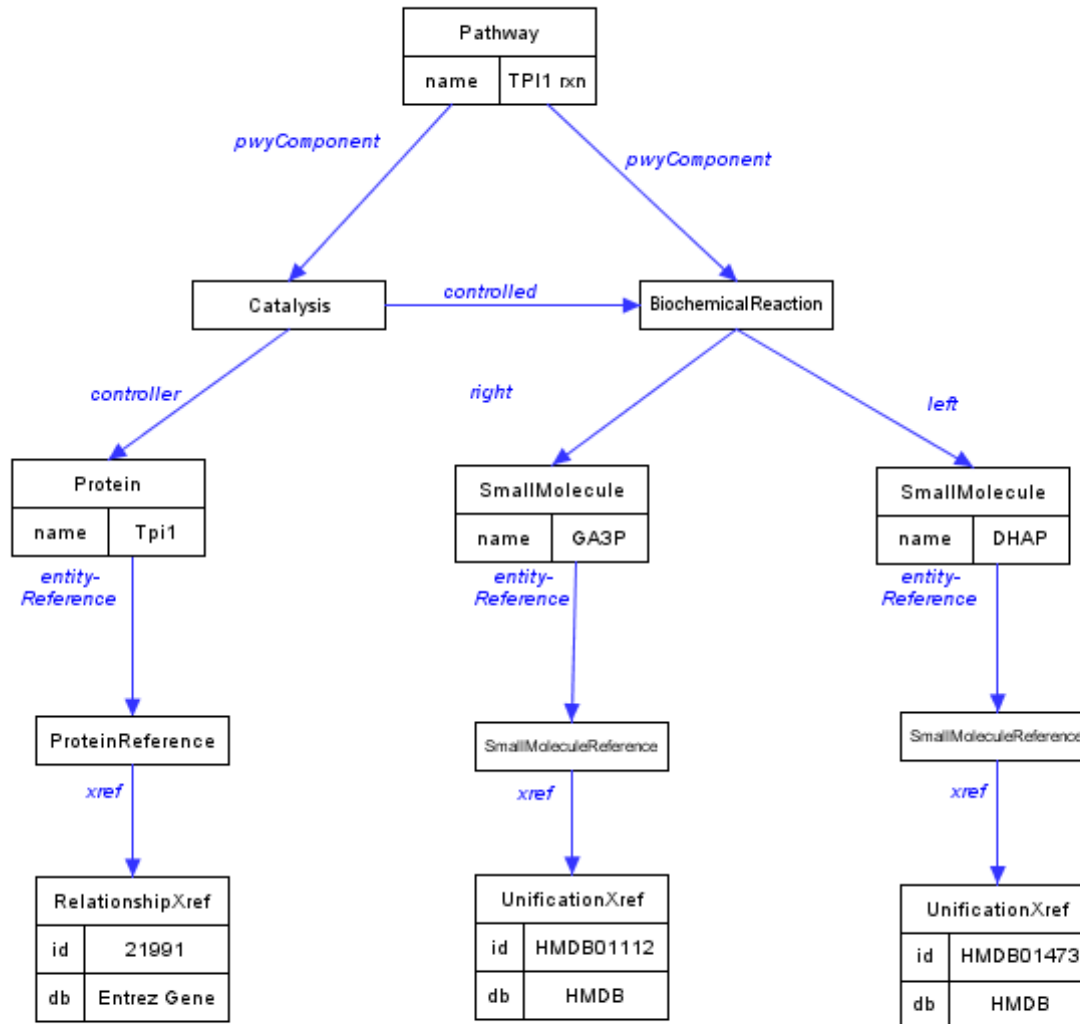 Pathway
name TPI1 rxn
pwyComponent
pwyComponent
Catalysis
controlled
BiochemicalReaction
controller
right
left
Protein
name Tpi1
SmallMolecule
name GA3P
SmallMolecule
name DHAP
entity-
Reference
entity-
Reference
entity-
Reference
ProteinReference
SmallMoleculeReference
SmallMoleculeReference
xref
xref
xref
RelationshipXref
id 21991
db Entrez Gene
UnificationXref
id HMDB01112
db HMDB
UnificationXref
id HMDB01473
db HMDB